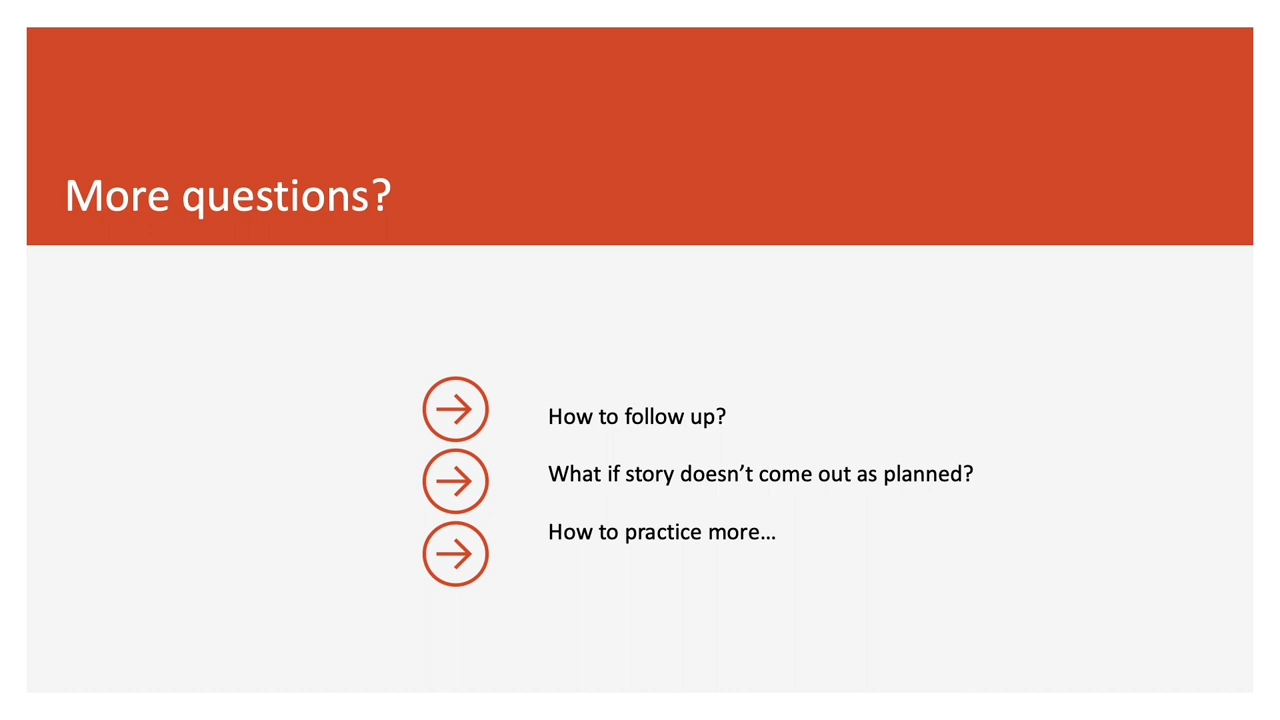 More questions?
How to follow up?
What if story doesn’t come out as planned?
How to practice more…